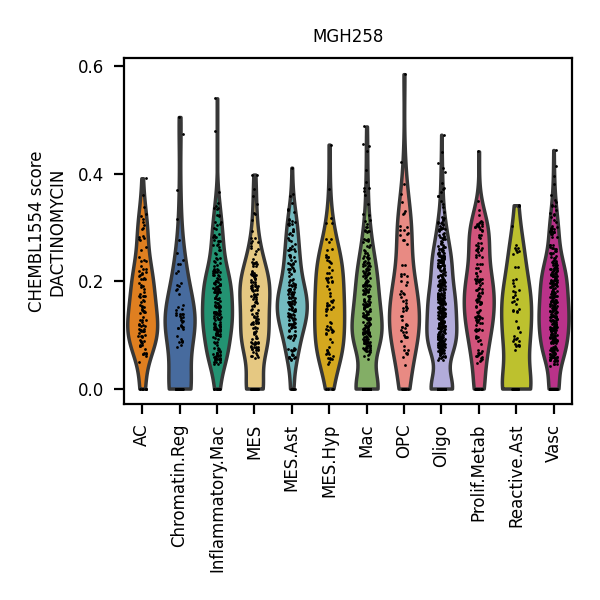 MGH258
CHEMBL1554 score
DACTINOMYCIN
0.6
0.4
0.2
0.0
AC
Chromatin.Reg
Inflammatory.Mac
MES
MES.Ast
MES.Hyp
Mac
OPC
Oligo
Prolif.Metab
Reactive.Ast
Vasc